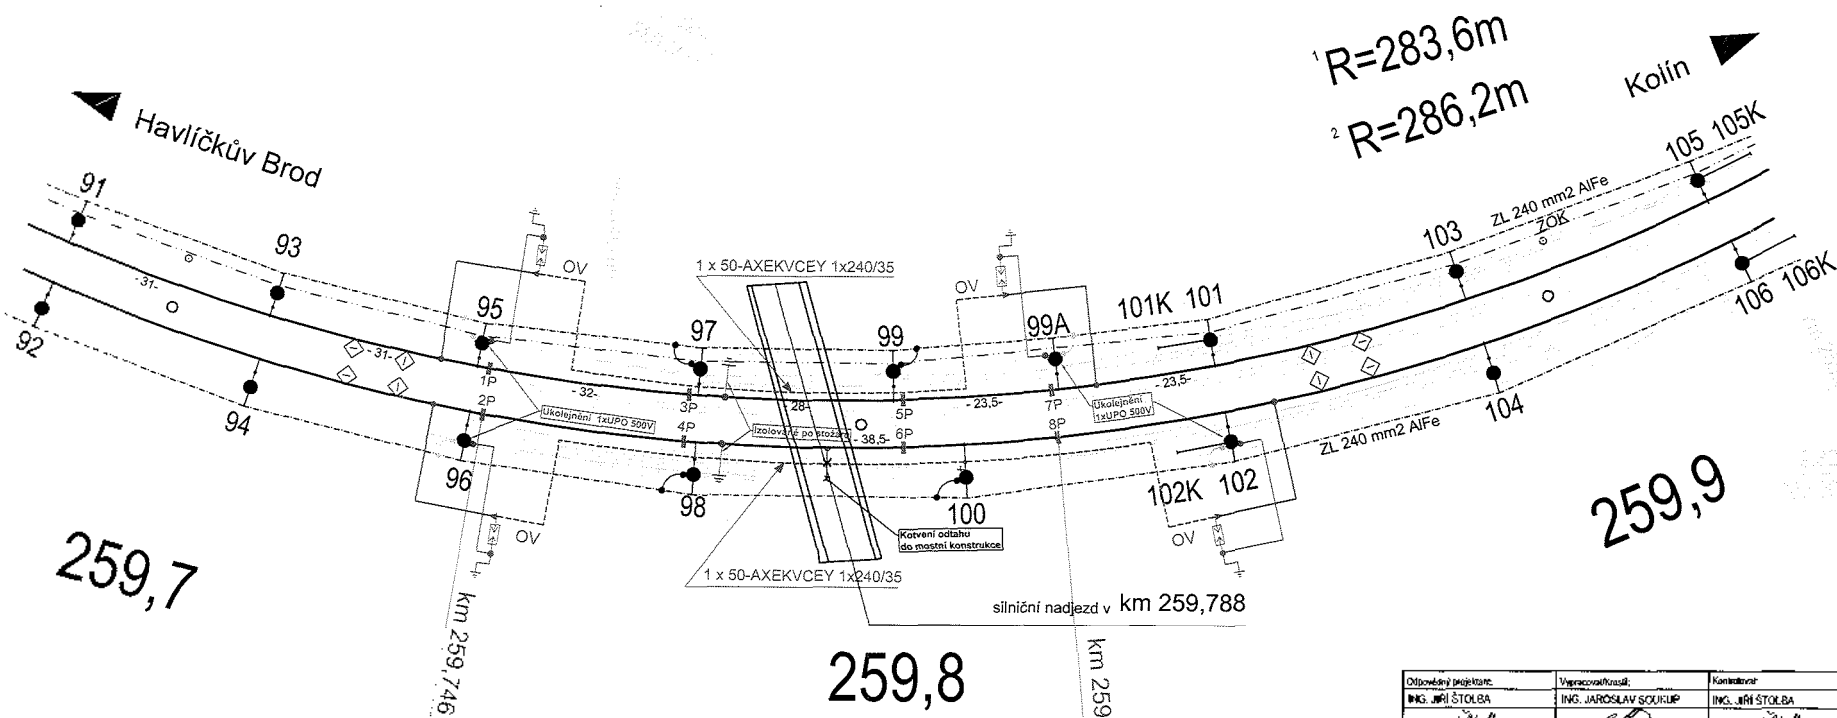 1 R=283,6m
2 R=286,2m
Kolín
Havlíčkův Brod
91
93
95
97
99
99A
101K 101
103
105 105K
ZL 240 mm2 AlFe
ZOK
OV
1 x 50-AXEKVCEY 1x240/35
OV
- 31-
- 31-
1P
- 32-
3P
28-
5P
- 23,5-
7P
- 23,5-
2P
4P
- 38,5-
6P
8P
Ukolejnění 1xUPO 500V
Izolovaně po stožáru
Ukolejnění
1xUPO 500V
92
94
96
98
100
102K 102
104
106 106K
ZL 240 mm2 AlFe
OV
OV
Kotvení odtahu
do mostní konstrukce
1 x 50-AXEKVCEY 1x240/35
silniční nadjezd v km 259,788
259,7
259,8
259,9
km 259,746
km 259
Odpovědný projektant: Vypracoval/Kreslil: Kontroloval:
ING. JIŘÍ ŠTOLBA ING. JAROSLAV SOUKUP ING. JIŘÍ ŠTOLBA